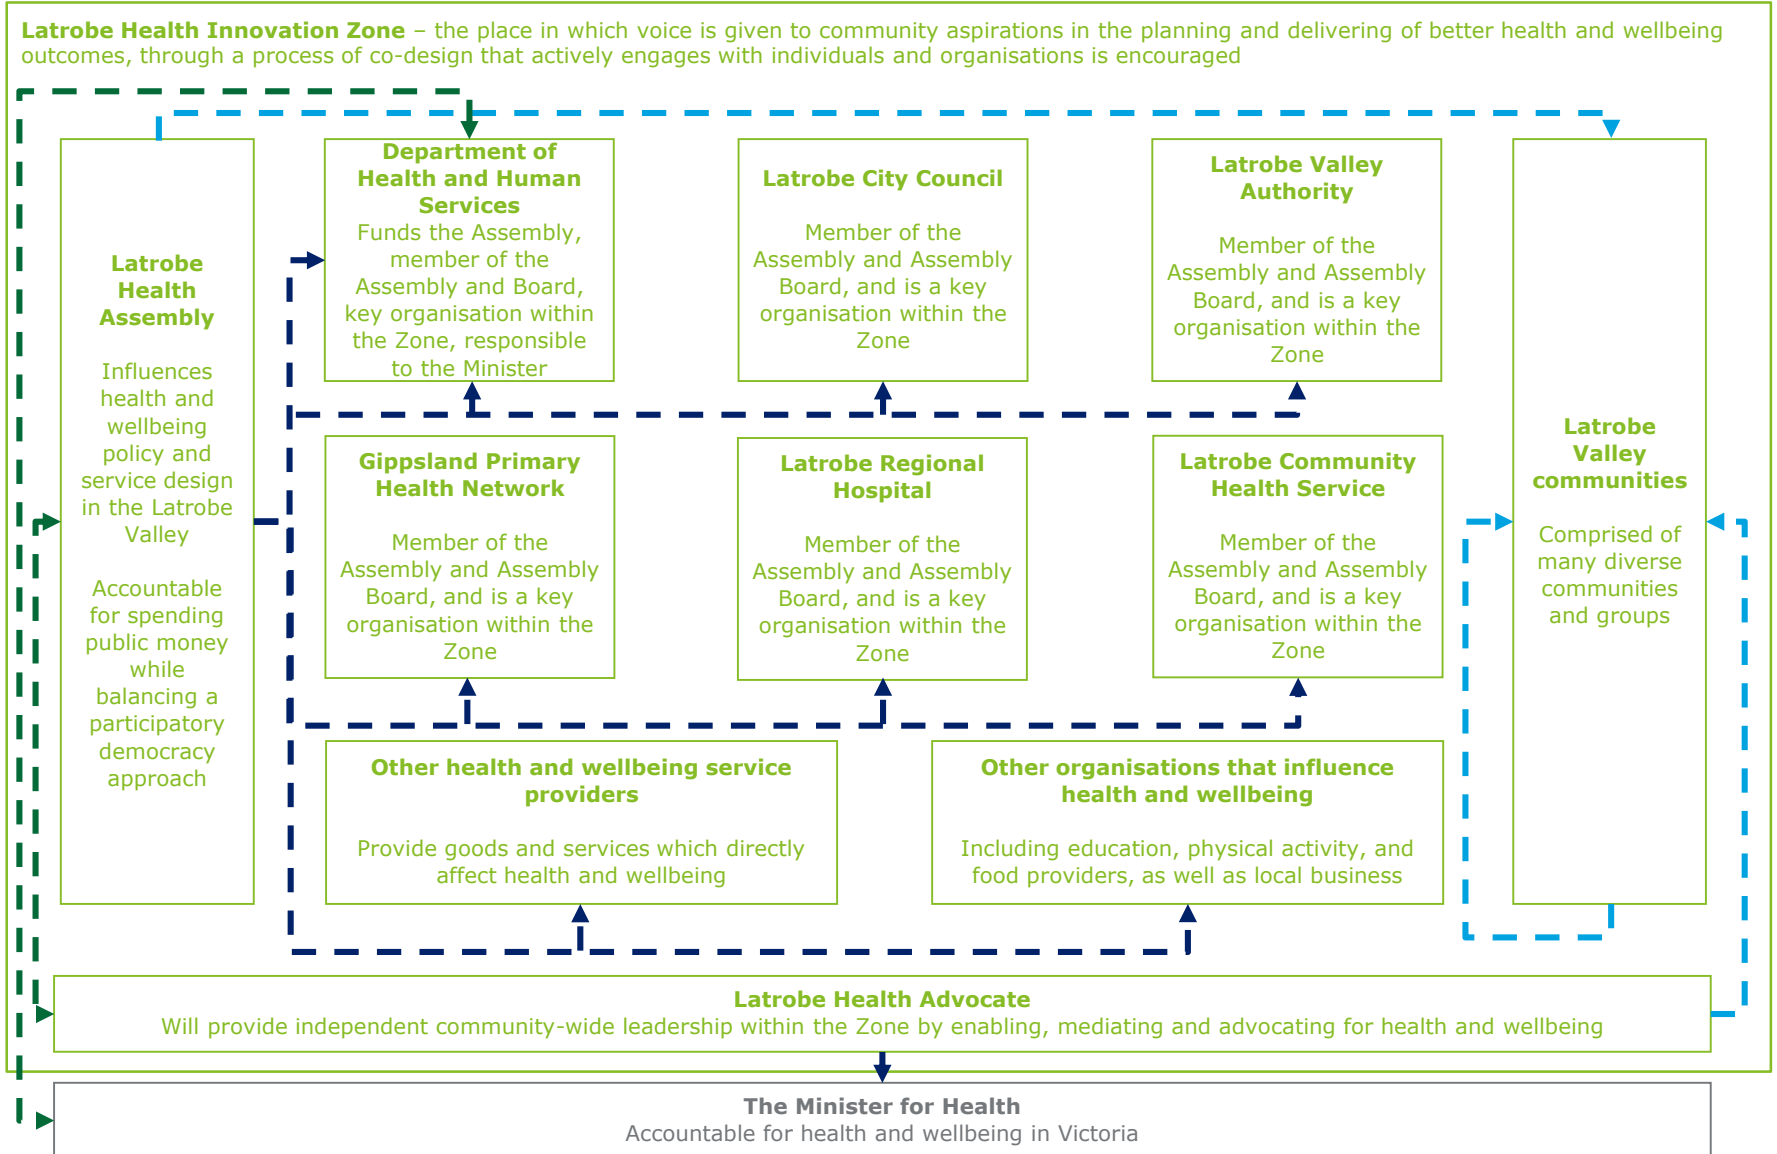 Latrobe Health Innovation Zone – the place in which voice is given to community aspirations in the planning and delivering of better health and wellbeing
outcomes, through a process of co-design that actively engages with individuals and organisations is encouraged
Latrobe
Health
Assembly
Influences
health and
wellbeing
policy and
service design
in the Latrobe
Valley
Accountable
for spending
public money
while
balancing a
participatory
democracy
approach
Department of
Health and Human
Services
Funds the Assembly,
member of the
Assembly and Board,
key organisation within
the Zone, responsible
to the Minister
Latrobe City Council
Member of the
Assembly and Assembly
Board, and is a key
organisation within the
Zone
Latrobe Valley
Authority
Member of the
Assembly and Assembly
Board, and is a key
organisation within the
Zone
Gippsland Primary
Health Network
Member of the
Assembly and Assembly
Board, and is a key
organisation within the
Zone
Latrobe Regional
Hospital
Member of the
Assembly and Assembly
Board, and is a key
organisation within the
Zone
Latrobe Community
Health Service
Member of the
Assembly and Assembly
Board, and is a key
organisation within the
Zone
Other health and wellbeing service
providers
Provide goods and services which directly
affect health and wellbeing
Other organisations that influence
health and wellbeing
Including education, physical activity, and
food providers, as well as local business
Latrobe
Valley
communities
Comprised of
many diverse
communities
and groups
Latrobe Health Advocate
Will provide independent community-wide leadership within the Zone by enabling, mediating and advocating for health and wellbeing
The Minister for Health
Accountable for health and wellbeing in Victoria